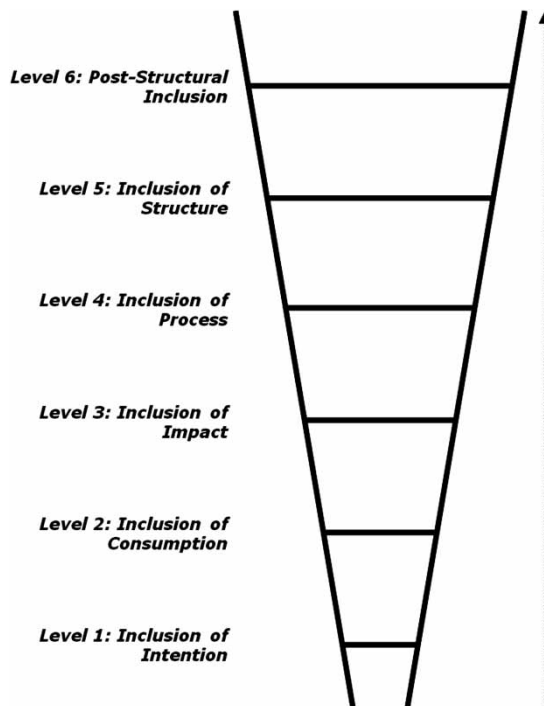 Level 6: Post-Structural
Inclusion
Level 5: Inclusion of
Structure
Level 4: Inclusion of
Process
Level 3: Inclusion of
Impact
Level 2: Inclusion of
Consumption
Level 1: Inclusion of
Intention